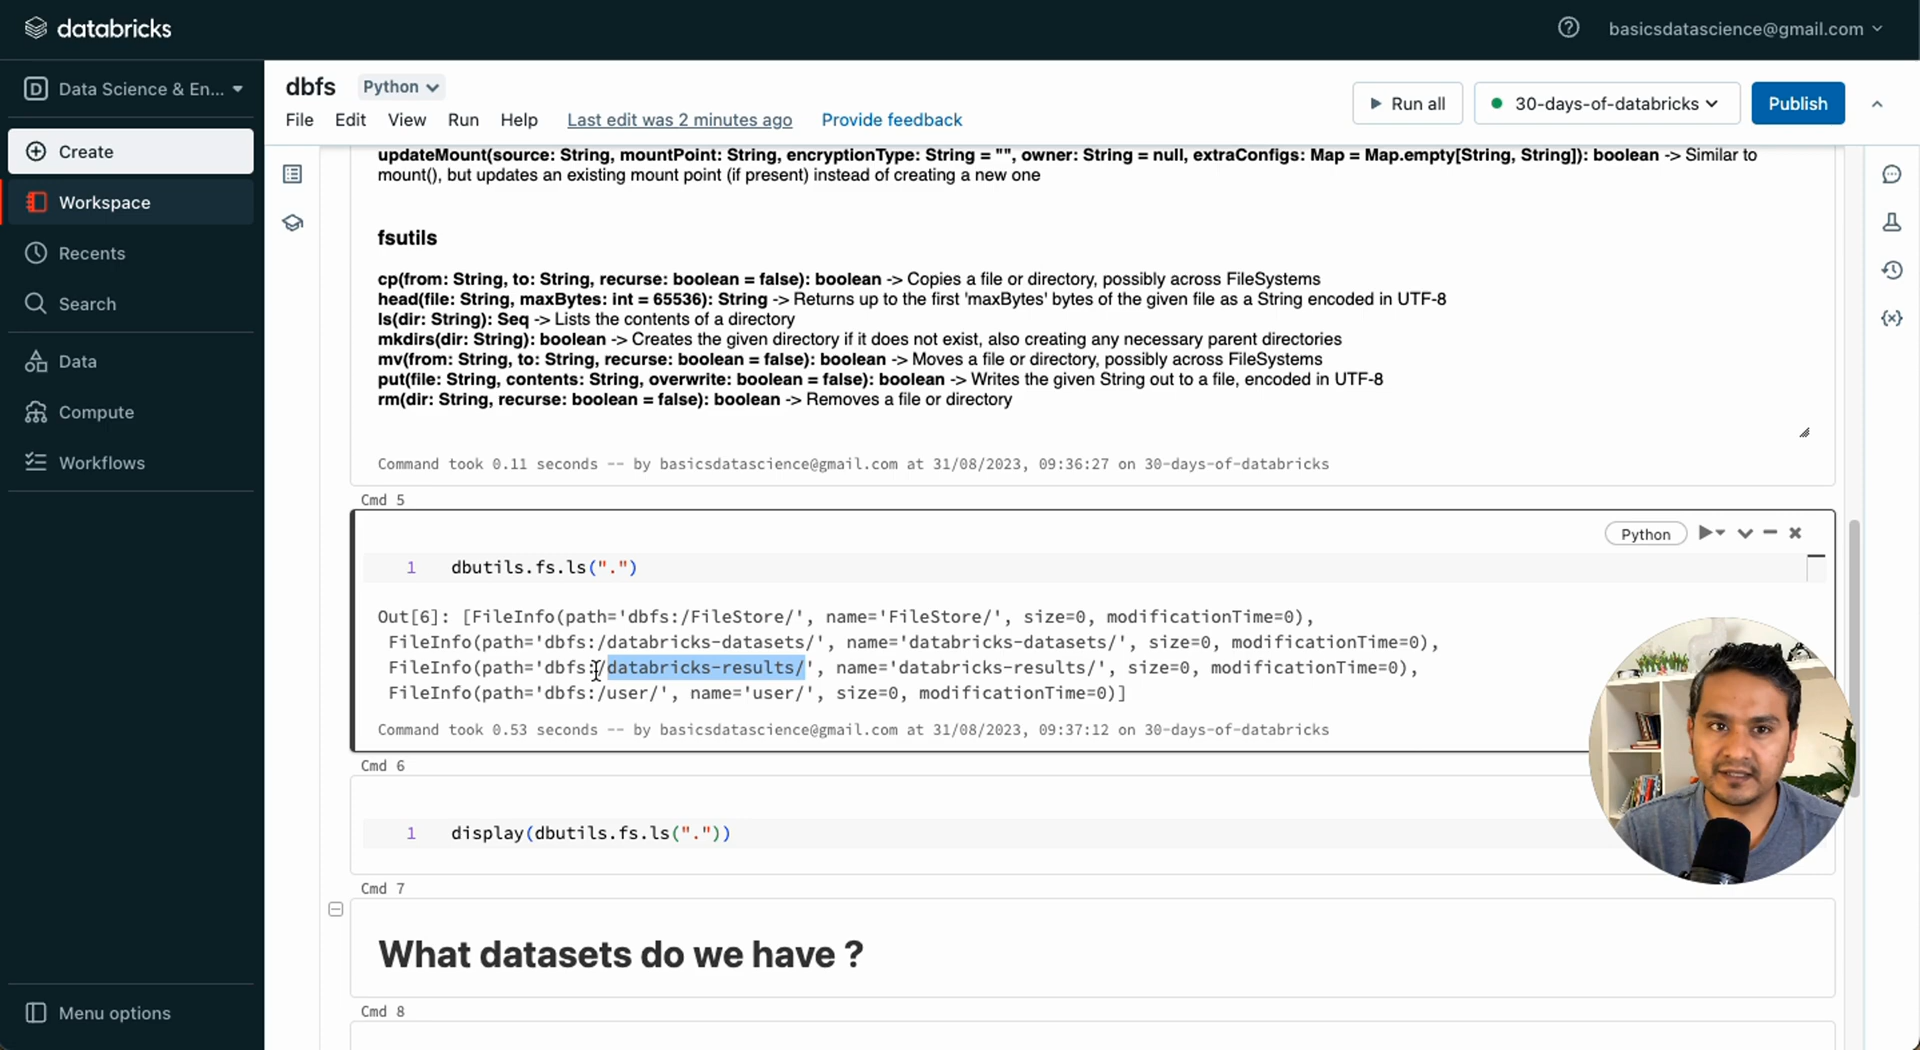 databricks
basicsdatascience@gmail.com
Data Science & En...
Create
Workspace
Recents
Search
Data
Compute
Workflows
Menu options
dbfs
Python
File Edit View Run Help Last edit was 2 minutes ago Provide feedback
Run all
30-days-of-databricks
Publish
updateMount(source: String, mountPoint: String, encryptionType: String = "", owner: String = null, extraConfigs: Map = Map.empty[String, String]): boolean -> Similar to
mount(), but updates an existing mount point (if present) instead of creating a new one
fsutils
cp(from: String, to: String, recurse: boolean = false): boolean -> Copies a file or directory, possibly across FileSystems
head(file: String, maxBytes: int = 65536): String -> Returns up to the first 'maxBytes' bytes of the given file as a String encoded in UTF-8
ls(dir: String): Seq -> Lists the contents of a directory
mkdirs(dir: String): boolean -> Creates the given directory if it does not exist, also creating any necessary parent directories
mv(from: String, to: String, recurse: boolean = false): boolean -> Moves a file or directory, possibly across FileSystems
put(file: String, contents: String, overwrite: boolean = false): boolean -> Writes the given String out to a file, encoded in UTF-8
rm(dir: String, recurse: boolean = false): boolean -> Removes a file or directory
Command took 0.11 seconds -- by basicsdatascience@gmail.com at 31/08/2023, 09:36:27 on 30-days-of-databricks
Cmd 5
Python
1 dbutils.fs.ls(".")
Out[6]: [FileInfo(path='dbfs:/FileStore/', name='FileStore/', size=0, modificationTime=0),
FileInfo(path='dbfs:/databricks-datasets/', name='databricks-datasets/', size=0, modificationTime=0),
FileInfo(path='dbfs:/databricks-results/', name='databricks-results/', size=0, modificationTime=0),
FileInfo(path='dbfs:/user/', name='user/', size=0, modificationTime=0)]
Command took 0.53 seconds -- by basicsdatascience@gmail.com at 31/08/2023, 09:37:12 on 30-days-of-databricks
Cmd 6
1 display(dbutils.fs.ls("."))
Cmd 7
What datasets do we have ?
Cmd 8